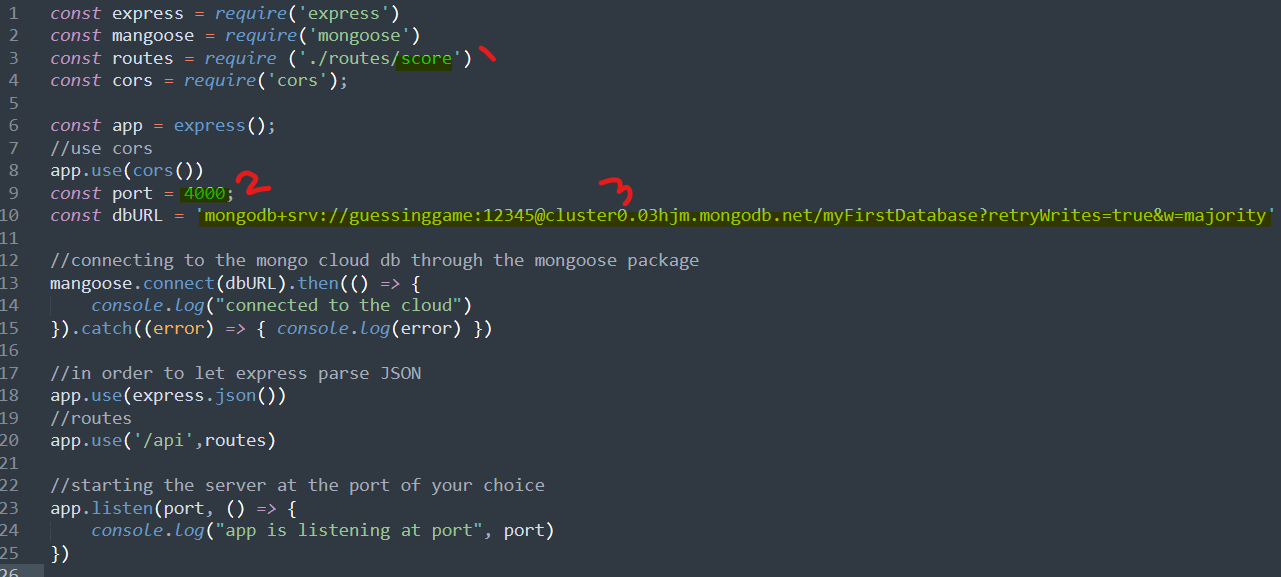 1 const express = require('express')
2 const mangoose = require('mongoose')
3 const routes = require ('./routes/score') 1
4 const cors = require('cors');
5
6 const app = express();
7 //use cors
8 app.use(cors())
9 const port = 4000; 2
3
10 const dbURL = 'mongodb+srv://guessinggame:12345@cluster0.03hjm.mongodb.net/myFirstDatabase?retryWrites=true&w=majority'
11
12 //connecting to the mongo cloud db through the mongoose package
13 mangoose.connect(dbURL).then(() => {
14 console.log("connected to the cloud")
15 }).catch((error) => { console.log(error) })
16
17 //in order to let express parse JSON
18 app.use(express.json())
19 //routes
20 app.use('/api',routes)
21
22 //starting the server at the port of your choice
23 app.listen(port, () => {
24 console.log("app is listening at port", port)
25 })
26